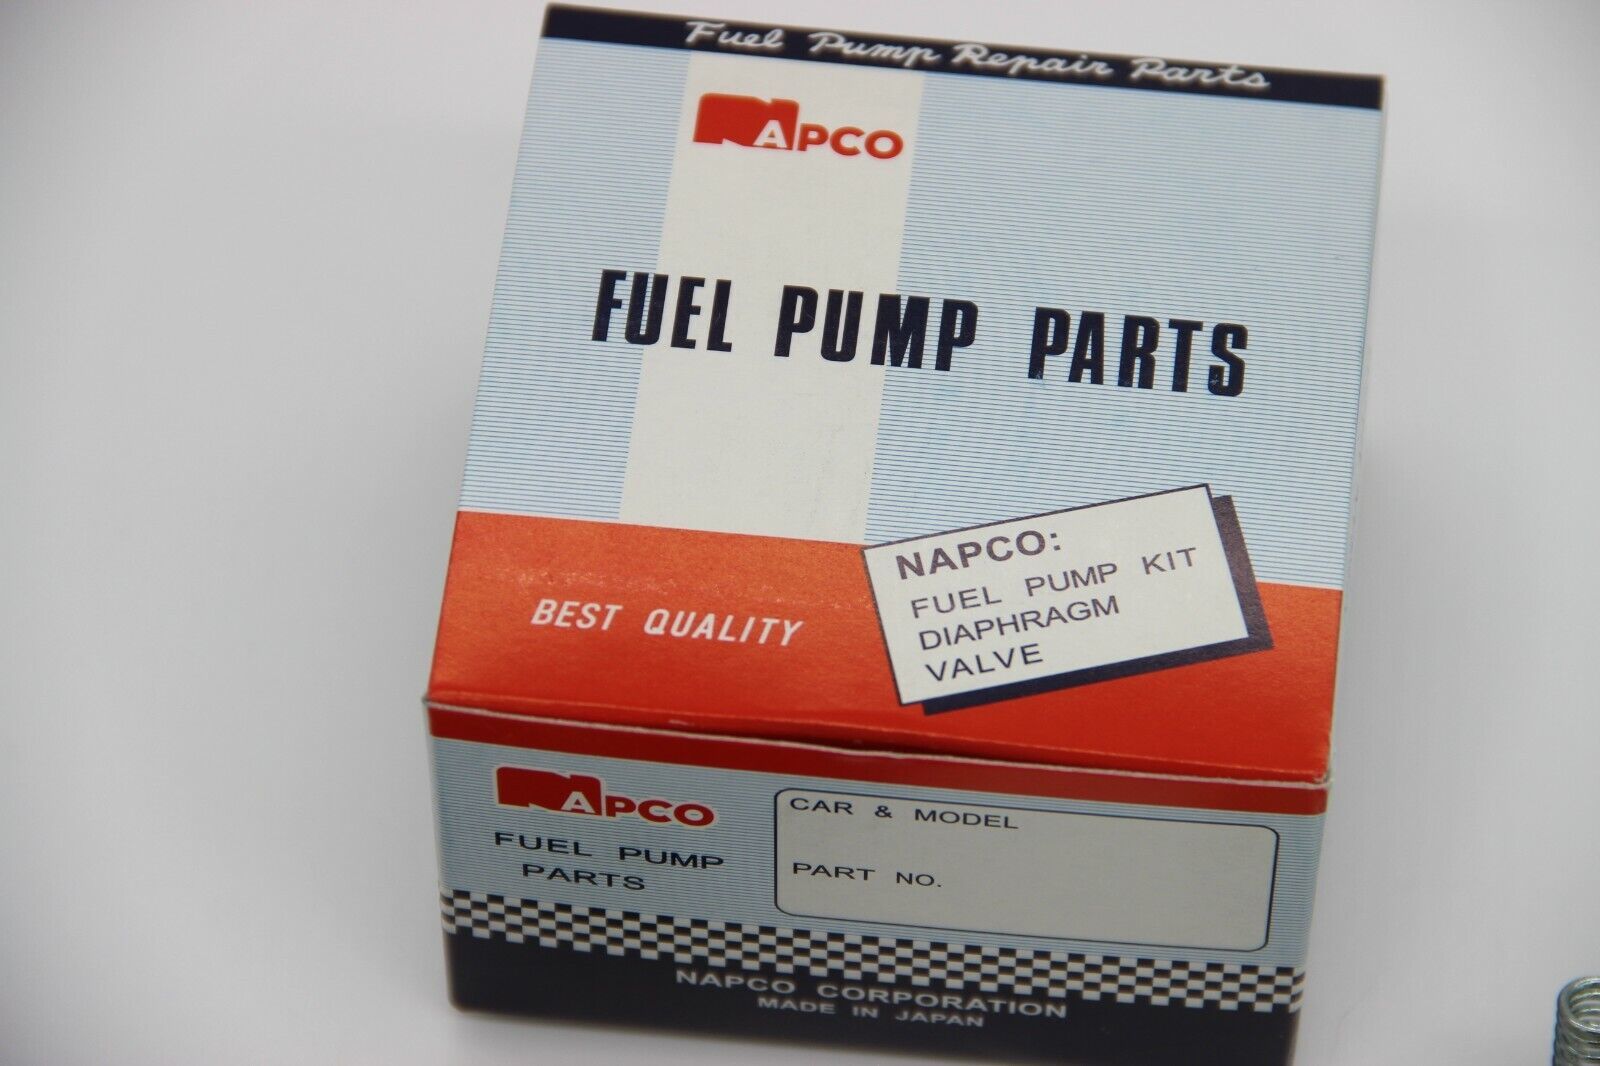 Fuel Pump Repair Parts
NAPCO
FUEL PUMP PARTS
NAPCO:
FUEL PUMP KIT
DIAPHRAGM
VALVE
BEST QUALITY
NAPCO
FUEL PUMP
PARTS
CAR & MODEL
PART NO.
NAPCO CORPORATION
MADE IN JAPAN